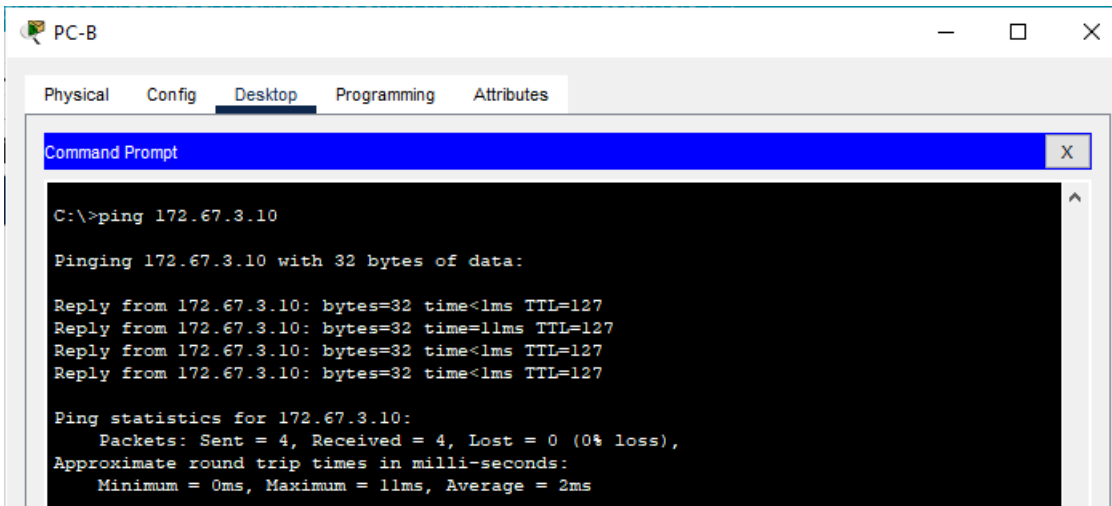 PC-B
Physical Config Desktop Programming Attributes
Command Prompt X
C:\>ping 172.67.3.10
Pinging 172.67.3.10 with 32 bytes of data:
Reply from 172.67.3.10: bytes=32 time<1ms TTL=127
Reply from 172.67.3.10: bytes=32 time=11ms TTL=127
Reply from 172.67.3.10: bytes=32 time<1ms TTL=127
Reply from 172.67.3.10: bytes=32 time<1ms TTL=127
Ping statistics for 172.67.3.10:
Packets: Sent = 4, Received = 4, Lost = 0 (0% loss),
Approximate round trip times in milli-seconds:
Minimum = 0ms, Maximum = 11ms, Average = 2ms